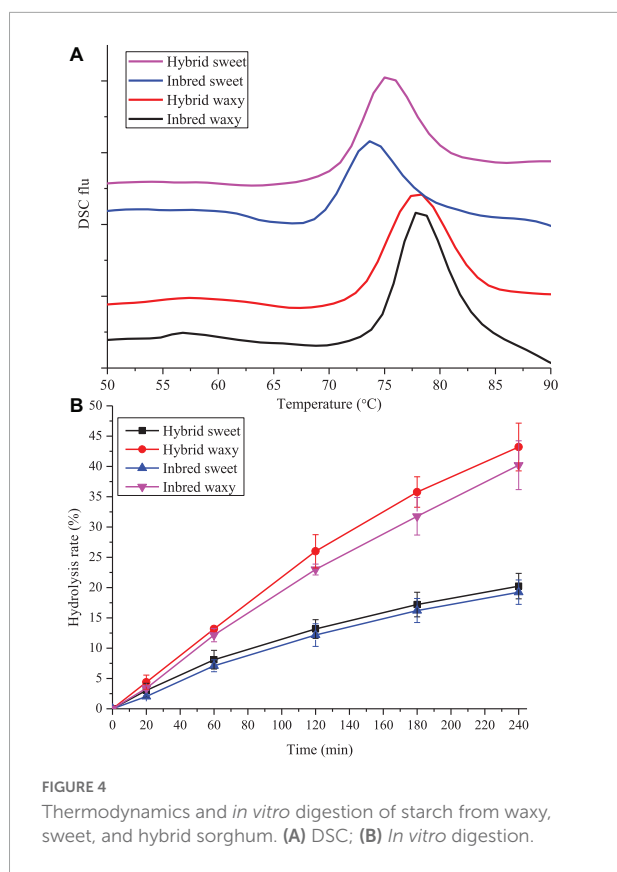 A
Hybrid sweet
Inbred sweet
Hybrid waxy
Inbred waxy
DSC flu
50 55 60 65 70 75 80 85 90
Temperature (°C)
B
50
45
40
35
30
25
20
15
10
5
0
Hybrid sweet
Hybrid waxy
Inbred sweet
Inbred waxy
Hydrolysis rate (%)
0 20 40 60 80 100 120 140 160 180 200 220 240
Time (min)
FIGURE 4
Thermodynamics and in vitro digestion of starch from waxy,
sweet, and hybrid sorghum. (A) DSC; (B) In vitro digestion.